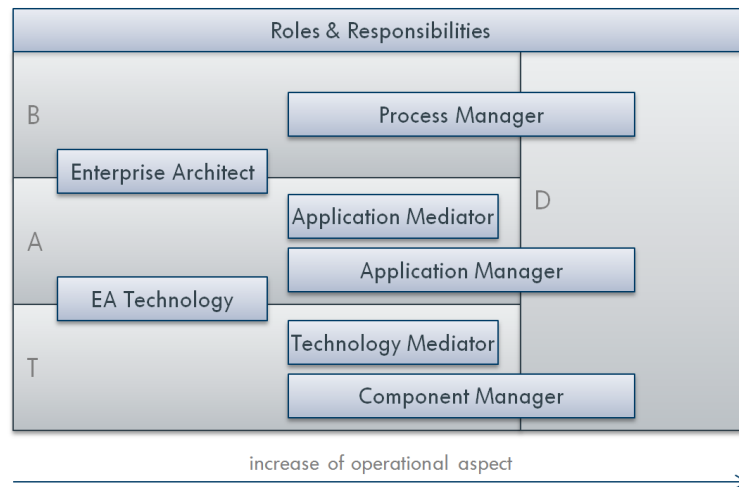 Roles & Responsibilities
B
Process Manager
Enterprise Architect
Application Mediator
D
A
Application Manager
EA Technology
Technology Mediator
T
Component Manager
increase of operational aspect